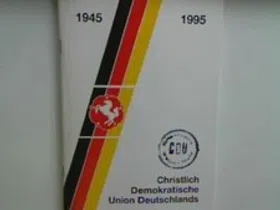 1945 1995
CDU
Christlich
Demokratische
Union Deutschlands